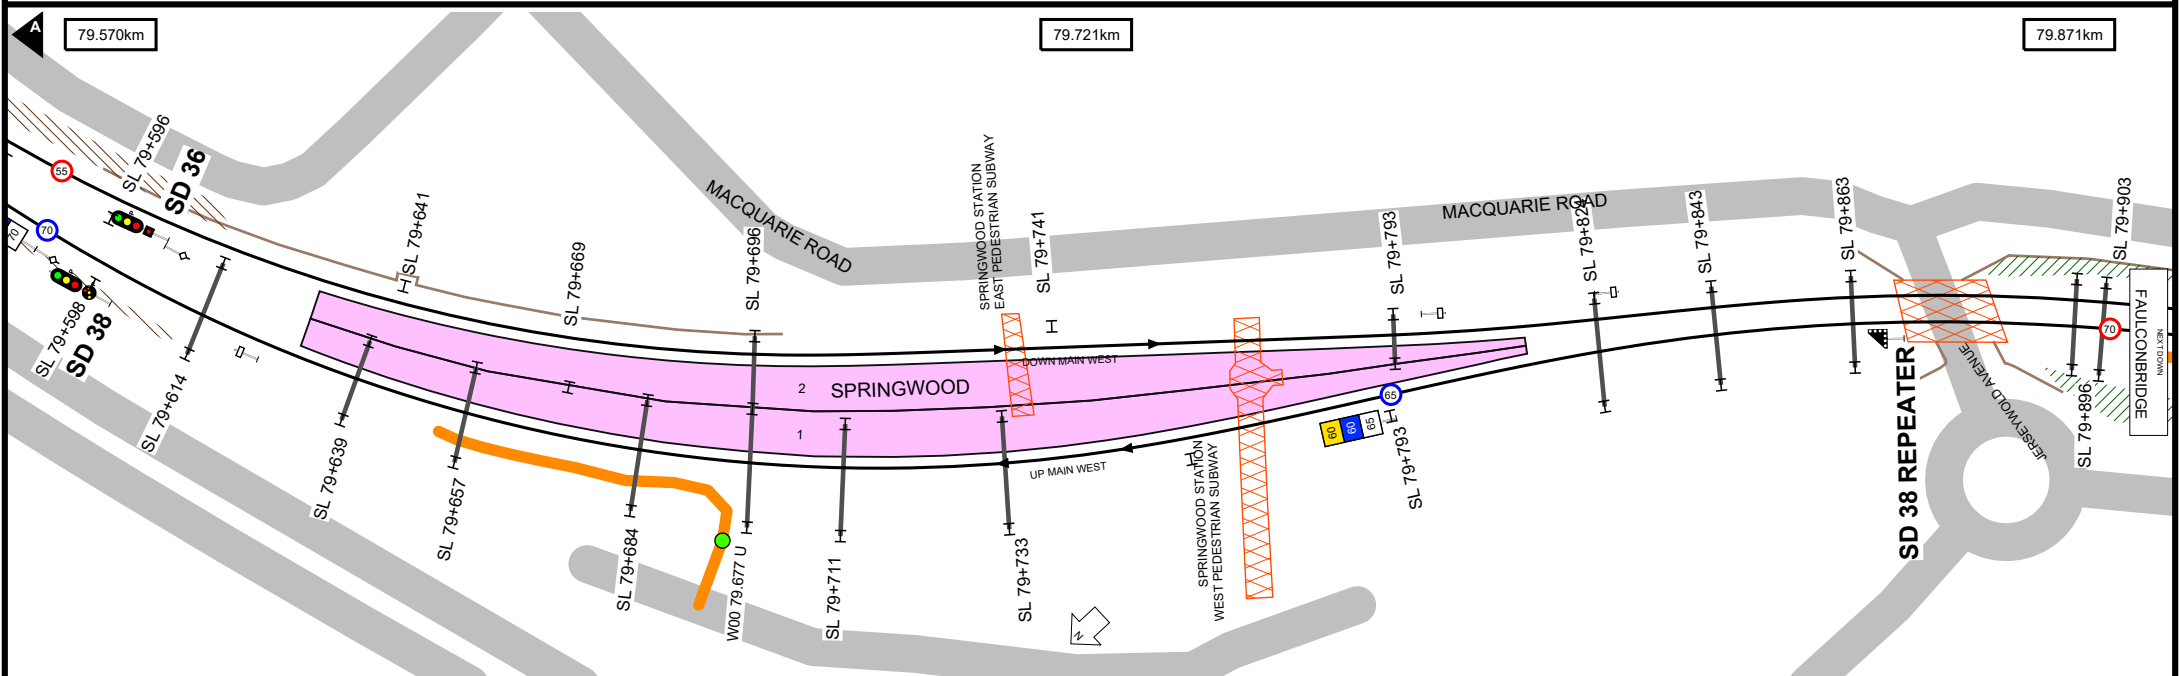 A
79.570km
79.721km
79.871km
SL 79+596
SD 36
55
70
70
SL 79+598
SD 38
SL 79+614
SL 79+641
SL 79+639
SL 79+669
SL 79+657
SL 79+696
SL 79+684
W00 79.677 U
MACQUARIE ROAD
2
SPRINGWOOD
1
SL 79+711
SPRINGWOOD STATION
EAST PEDESTRIAN SUBWAY
SL 79+741
DOWN MAIN WEST
UP MAIN WEST
SL 79+733
N
SPRINGWOOD STATION
WEST PEDESTRIAN SUBWAY
SL 79+793
65
60
60
65
SL 79+793
MACQUARIE ROAD
SL 79+824
SL 79+843
SL 79+863
SD 38 REPEATER
JERSEYWOLD AVENUE
SL 79+903
70
SL 79+896
FAULCONBRIDGE
NEXT DOWN